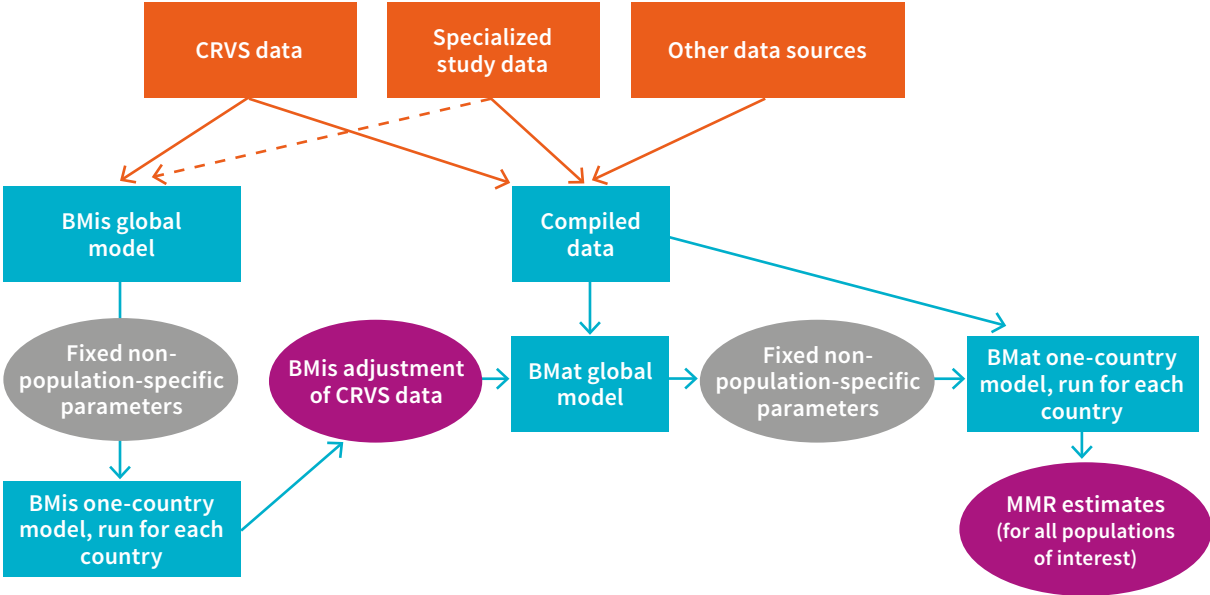 CRVS data
Specialized
study data
Other data sources
BMis global
model
Compiled
data
Fixed non-
population-specific
parameters
BMis adjustment
of CRVS data
BMat global
model
Fixed non-
population-specific
parameters
BMat one-country
model, run for each
country
BMis one-country
model, run for each
country
MMR estimates
(for all populations
of interest)